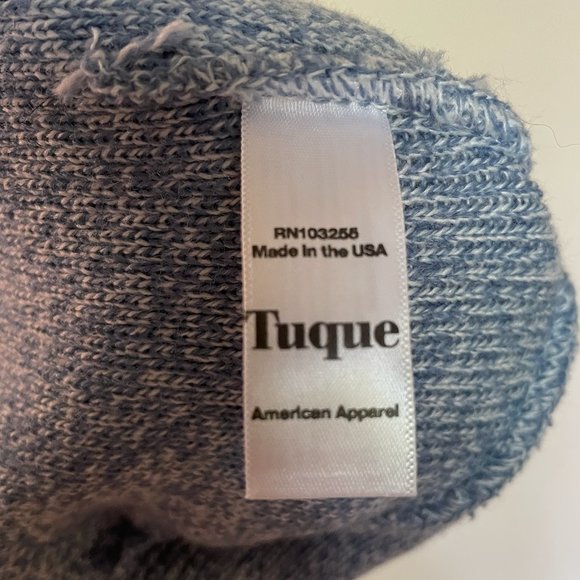 RN103255
Made in the USA
Tuque
American Apparel